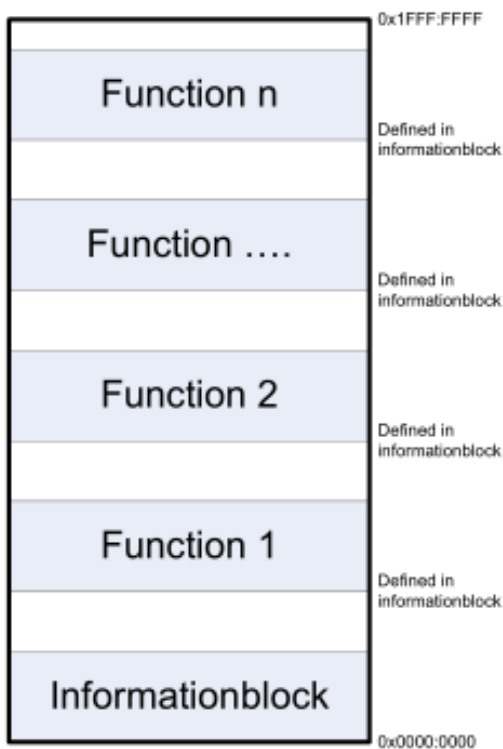 0x1FFF:FFFF
Function n
Defined in
informationblock
Function ....
Defined in
informationblock
Function 2
Defined in
informationblock
Function 1
Defined in
informationblock
Informationblock
0x0000:0000